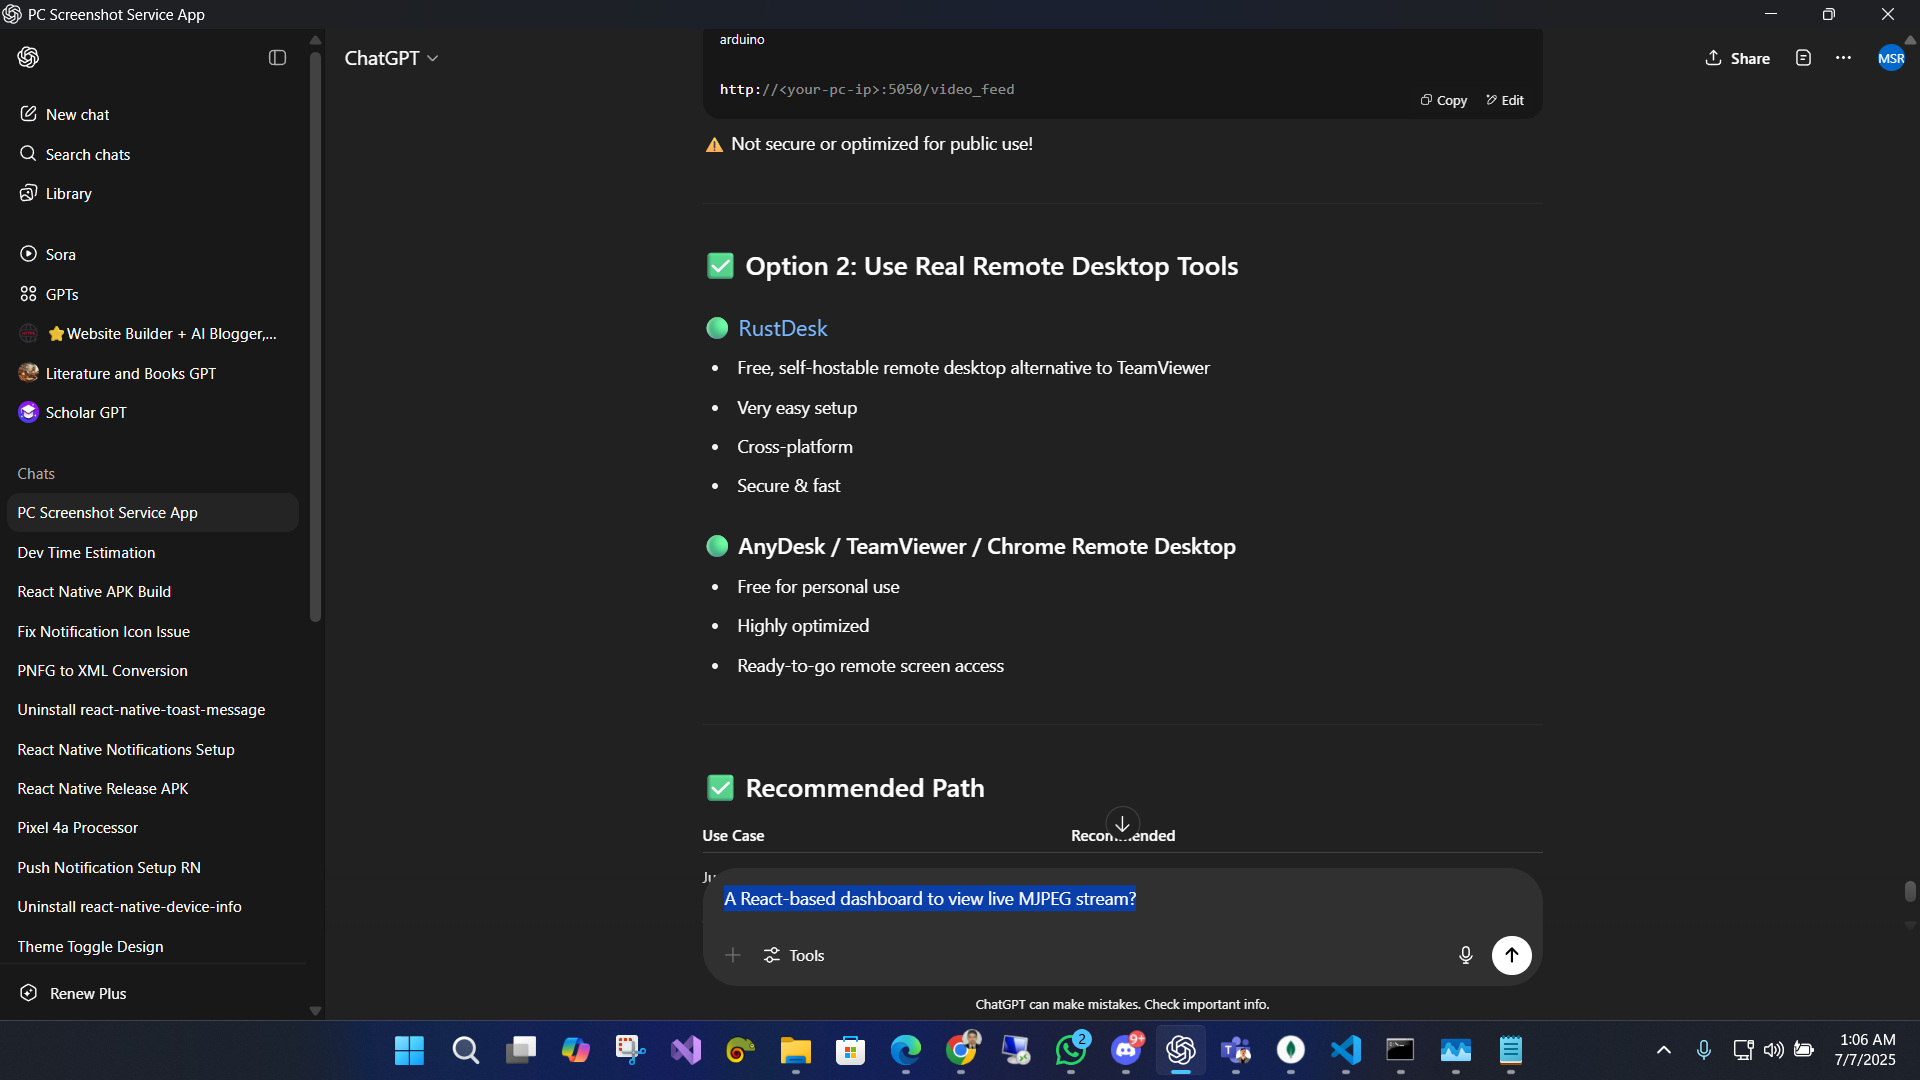 PC Screenshot Service App
ChatGPT
Share
MSR
New chat
Search chats
Library
Sora
GPTs
⭐Website Builder + AI Blogger,...
Literature and Books GPT
Scholar GPT
Chats
PC Screenshot Service App
Dev Time Estimation
React Native APK Build
Fix Notification Icon Issue
PNFG to XML Conversion
Uninstall react-native-toast-message
React Native Notifications Setup
React Native Release APK
Pixel 4a Processor
Push Notification Setup RN
Uninstall react-native-device-info
Theme Toggle Design
Renew Plus
arduino
http://<your-pc-ip>:5050/video_feed
Copy Edit
⚠️ Not secure or optimized for public use!
✅ Option 2: Use Real Remote Desktop Tools
🟢 RustDesk
• Free, self-hostable remote desktop alternative to TeamViewer
• Very easy setup
• Cross-platform
• Secure & fast
🟢 AnyDesk / TeamViewer / Chrome Remote Desktop
• Free for personal use
• Highly optimized
• Ready-to-go remote screen access
✅ Recommended Path
Use Case Recommended
A React-based dashboard to view live MJPEG stream?
Tools
ChatGPT can make mistakes. Check important info.
2
9+
1:06 AM
7/7/2025